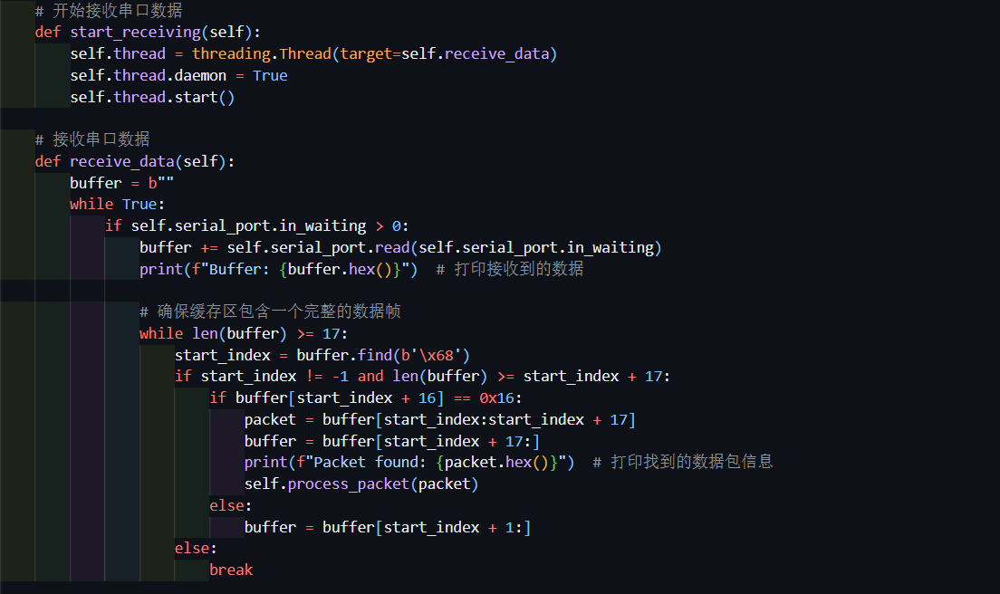 # 开始接收串口数据
def start_receiving(self):
    self.thread = threading.Thread(target=self.receive_data)
    self.thread.daemon = True
    self.thread.start()

# 接收串口数据
def receive_data(self):
    buffer = b""
    while True:
        if self.serial_port.in_waiting > 0:
            buffer += self.serial_port.read(self.serial_port.in_waiting)
            print(f"Buffer: {buffer.hex()}")  # 打印接收到的数据

            # 确保缓存区包含一个完整的数据帧
            while len(buffer) >= 17:
                start_index = buffer.find(b'\x68')
                if start_index != -1 and len(buffer) >= start_index + 17:
                    if buffer[start_index + 16] == 0x16:
                        packet = buffer[start_index:start_index + 17]
                        buffer = buffer[start_index + 17:]
                        print(f"Packet found: {packet.hex()}")  # 打印找到的数据包信息
                        self.process_packet(packet)
                    else:
                        buffer = buffer[start_index + 1:]
                else:
                    break